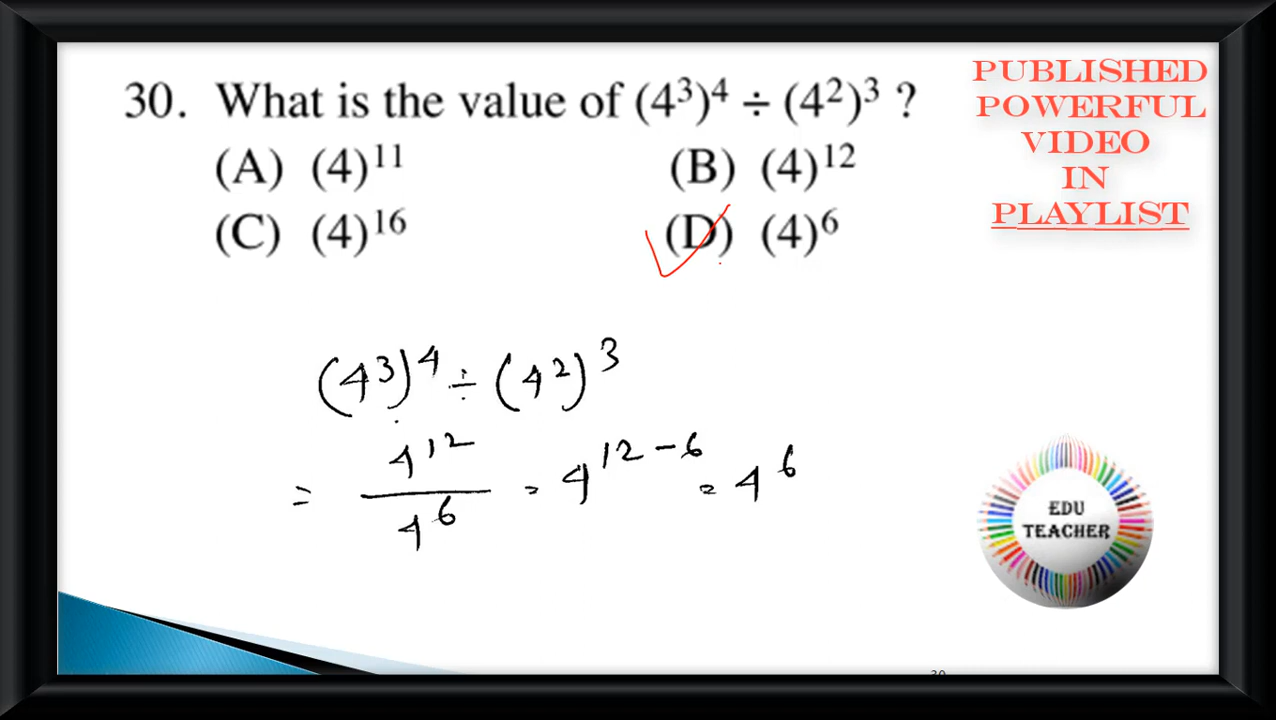 30. What is the value of (4³)⁴ ÷ (4²)³ ?
(A) (4)¹¹ (B) (4)¹²
(C) (4)¹⁶ (D) (4)⁶
PUBLISHED
POWERFUL
VIDEO
IN
PLAYLIST
(4³)⁴ ÷ (4²)³
= 4¹² / 4⁶ = 4¹²⁻⁶ = 4⁶
EDU
TEACHER
30